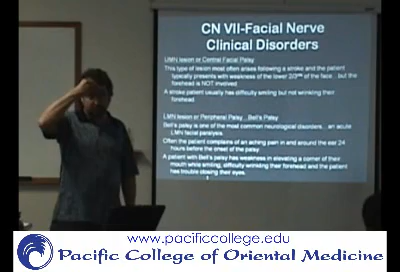 CN VII-Facial Nerve
Clinical Disorders
UMN lesion or Central Facial Palsy
This type of lesion most often arises following a stroke and the patient
typically presents with weakness of the lower 2/3rds of the face... but the
forehead is NOT involved
A stroke patient usually has difficulty smiling but not wrinkling their
forehead
LMN lesion or Peripheral Palsy...Bell's Palsy
Bell's palsy is one of the most common neurological disorders... an acute
LMN facial paralysis.
Often the patient complains of an aching pain in and around the ear 24
hours before the onset of the palsy
A patient with Bell's palsy has weakness in elevating a corner of their
mouth while smiling, difficulty wrinkling their forehead and the patient
has trouble closing their eyes.
www.pacificcollege.edu
Pacific College of Oriental Medicine